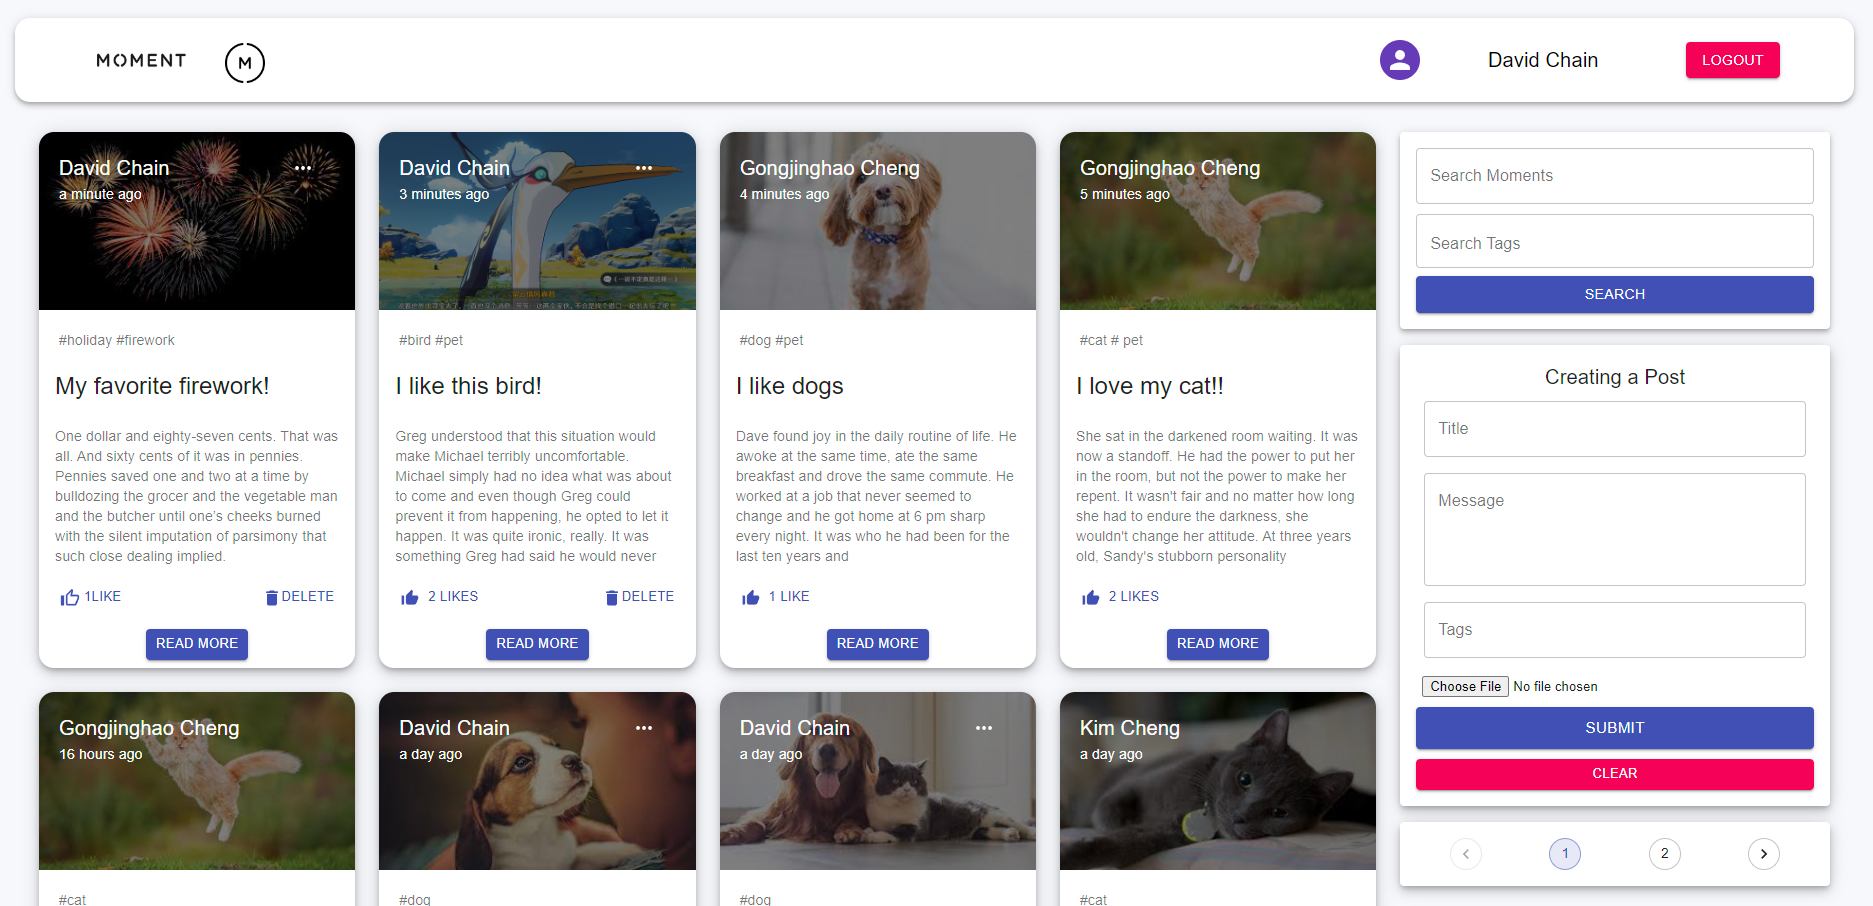 MOMENT
M
David Chain
LOGOUT
David Chain
a minute ago
#holiday #firework
My favorite firework!
One dollar and eighty-seven cents. That was
all. And sixty cents of it was in pennies.
Pennies saved one and two at a time by
bulldozing the grocer and the vegetable man
and the butcher until one's cheeks burned
with the silent imputation of parsimony that
such close dealing implied.
1LIKE
DELETE
READ MORE
David Chain
3 minutes ago
#bird #pet
I like this bird!
Greg understood that this situation would
make Michael terribly uncomfortable.
Michael simply had no idea what was about
to come and even though Greg could
prevent it from happening, he opted to let it
happen. It was quite ironic, really. It was
something Greg had said he would never
2 LIKES
DELETE
READ MORE
Gongjinghao Cheng
4 minutes ago
#dog #pet
I like dogs
Dave found joy in the daily routine of life. He
awoke at the same time, ate the same
breakfast and drove the same commute. He
worked at a job that never seemed to
change and he got home at 6 pm sharp
every night. It was who he had been for the
last ten years and
1 LIKE
READ MORE
Gongjinghao Cheng
5 minutes ago
#cat # pet
I love my cat!!
She sat in the darkened room waiting. It was
now a standoff. He had the power to put her
in the room, but not the power to make her
repent. It wasn't fair and no matter how long
she had to endure the darkness, she
wouldn't change her attitude. At three years
old, Sandy's stubborn personality
2 LIKES
READ MORE
Gongjinghao Cheng
16 hours ago
#cat
David Chain
a day ago
#dog
David Chain
a day ago
#dog
Kim Cheng
a day ago
#cat
Search Moments
Search Tags
SEARCH
Creating a Post
Title
Message
Tags
Choose File No file chosen
SUBMIT
CLEAR
1
2